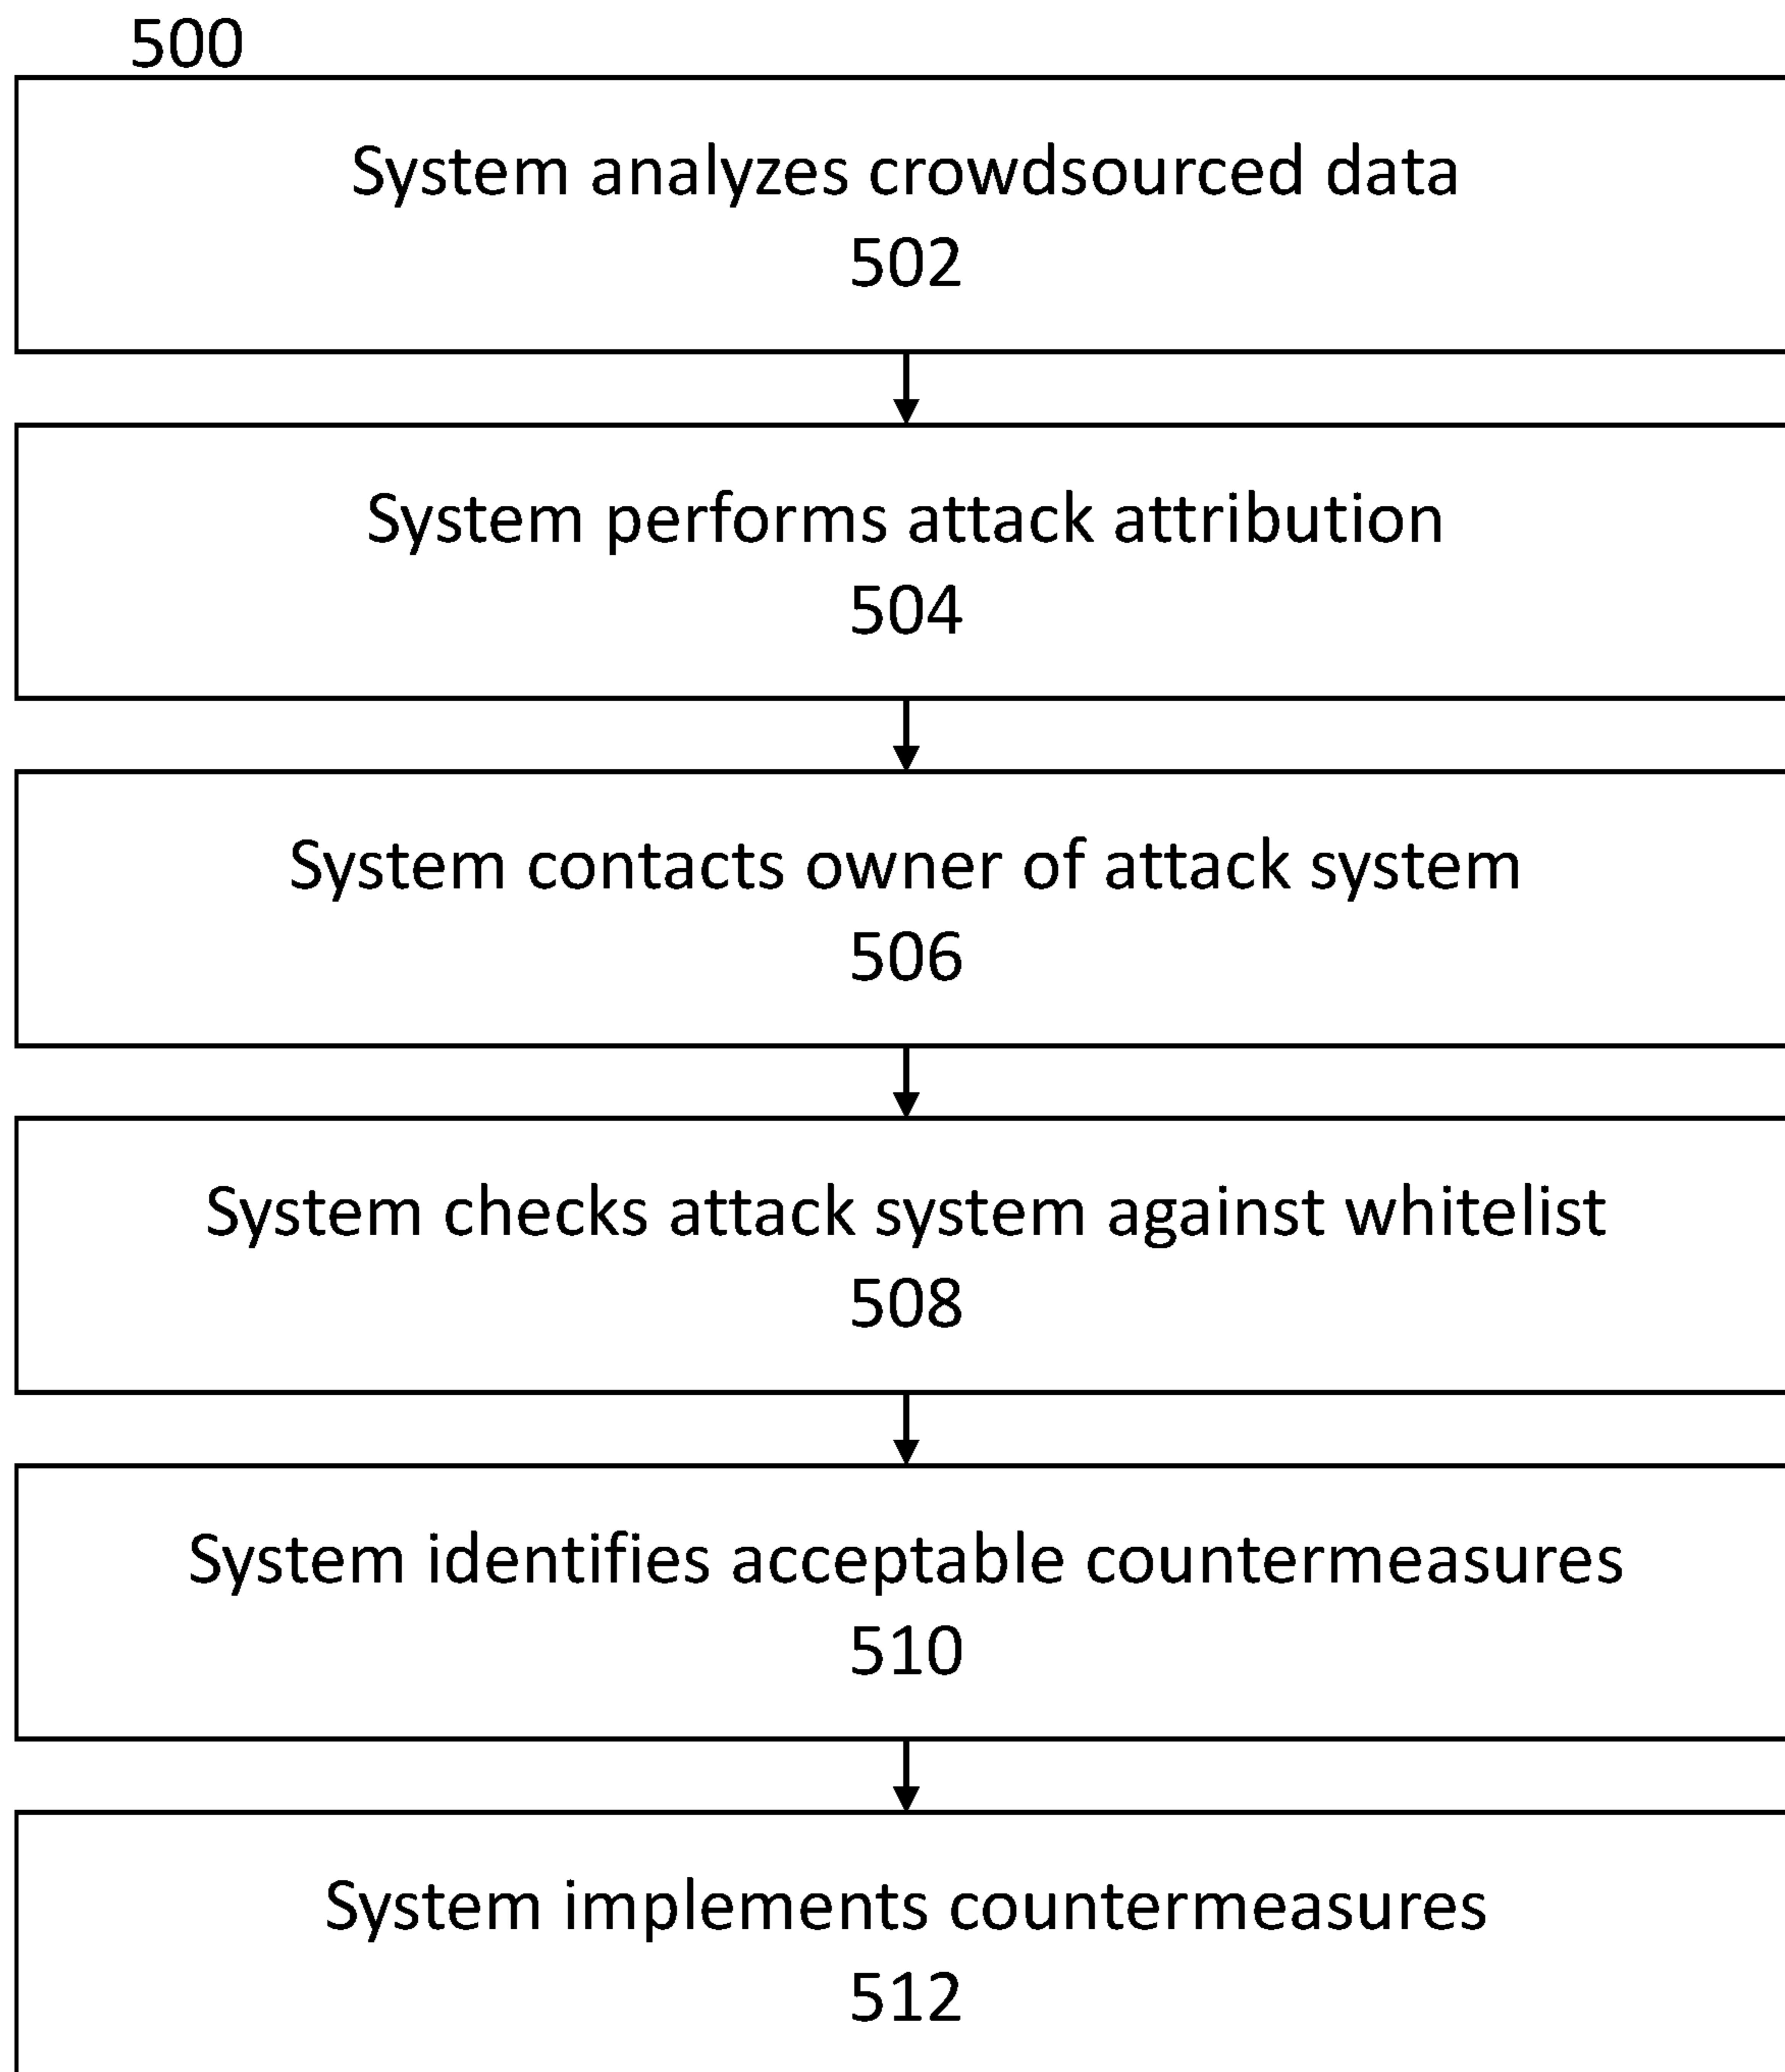 500
System analyzes crowdsourced data
502
System performs attack attribution
504
System contacts owner of attack system
506
System checks attack system against whitelist
508
System identifies acceptable countermeasures
510
System implements countermeasures
512